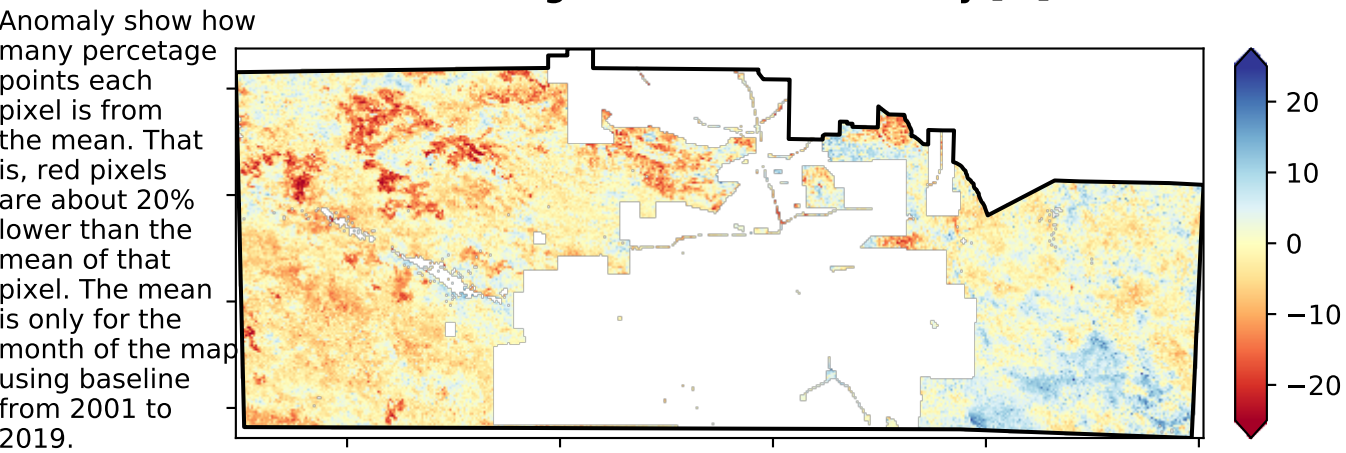 Anomaly show how
many percetage
points each
pixel is from
the mean. That
is, red pixels
are about 20%
lower than the
mean of that
pixel. The mean
is only for the
month of the map
using baseline
from 2001 to
2019.
20
10
0
−10
−20